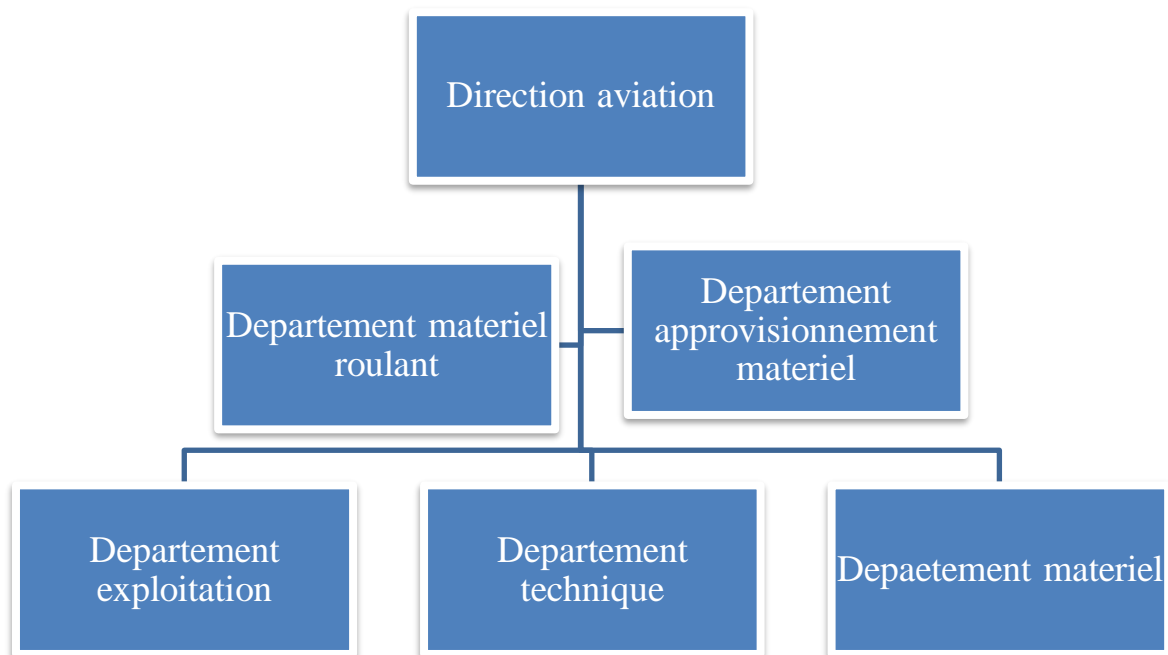 Direction aviation
Departement materiel
roulant
Departement
approvisionnement
materiel
Departement
exploitation
Departement
technique
Depaetement materiel